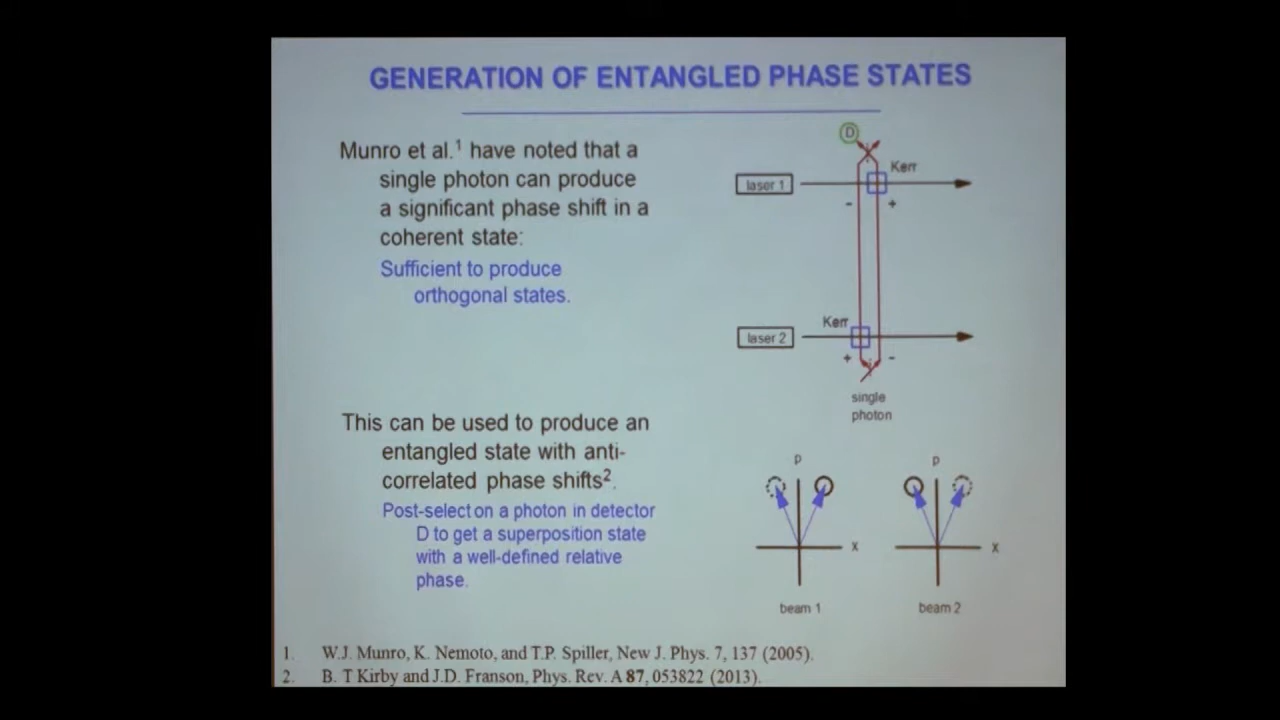 GENERATION OF ENTANGLED PHASE STATES
Munro et al.¹ have noted that a
single photon can produce
a significant phase shift in a
coherent state:
Sufficient to produce
orthogonal states.
This can be used to produce an
entangled state with anti-
correlated phase shifts².
Post-select on a photon in detector
D to get a superposition state
with a well-defined relative
phase.
D
Kerr
laser 1
- +
Kerr
laser 2
+ -
single
photon
p p
x x
beam 1 beam 2
1. W.J. Munro, K. Nemoto, and T.P. Spiller, New J. Phys. 7, 137 (2005).
2. B. T Kirby and J.D. Franson, Phys. Rev. A 87, 053822 (2013).